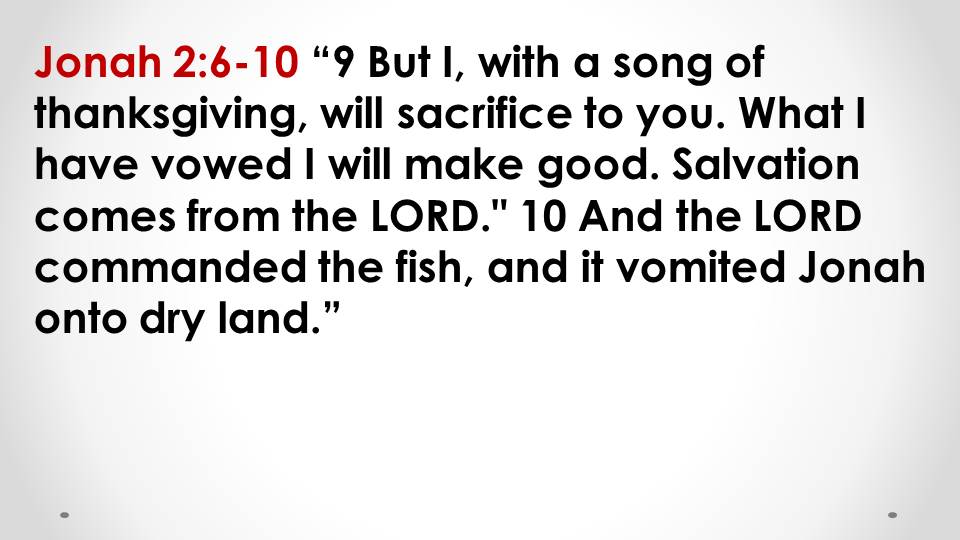 Jonah 2:6-10 “9 But I, with a song of
thanksgiving, will sacrifice to you. What I
have vowed I will make good. Salvation
comes from the LORD." 10 And the LORD
commanded the fish, and it vomited Jonah
onto dry land.”